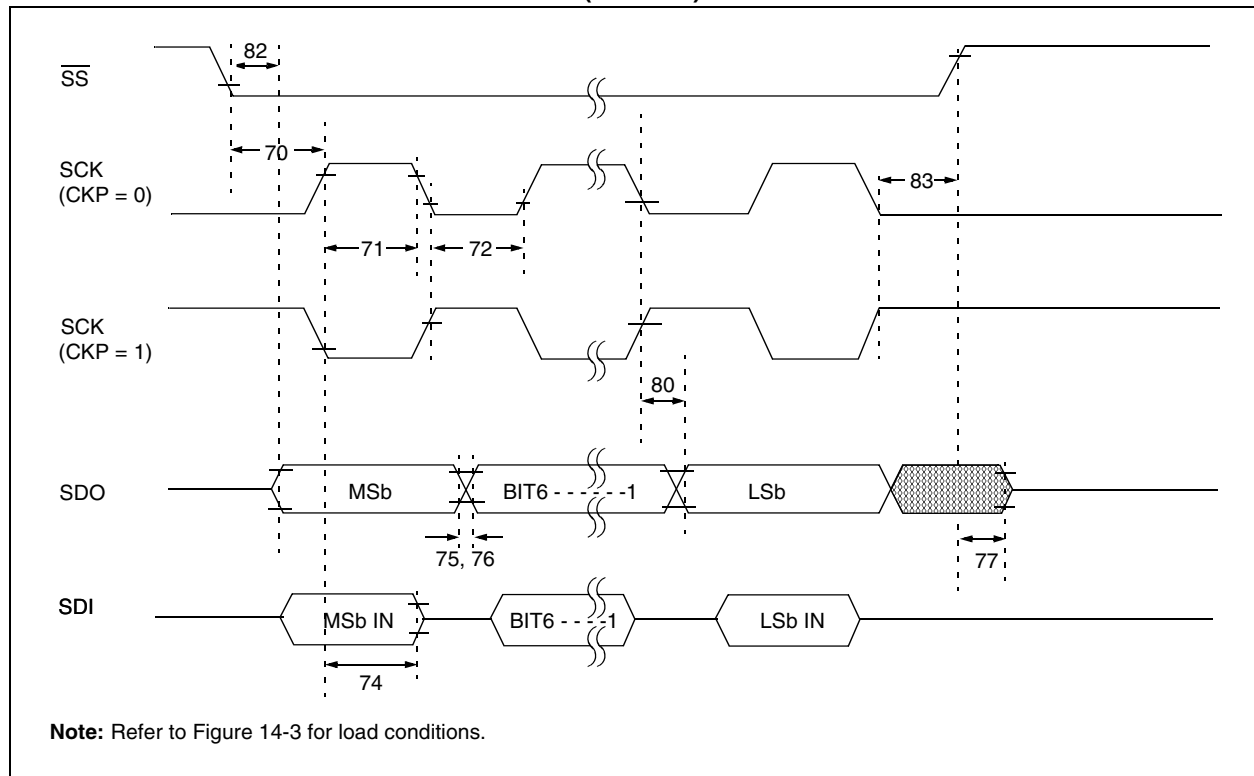 82
SS
70
SCK
(CKP = 0)
83
71
72
SCK
(CKP = 1)
80
SDO
MSb
BIT6 - - - - - -1
LSb
75, 76
77
SDI
MSb IN
BIT6 - - - -1
LSb IN
74
Note: Refer to Figure 14-3 for load conditions.